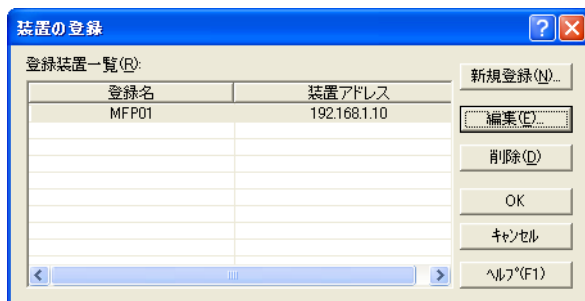 装置の登録
登録装置一覧(R):
登録名 装置アドレス
MFP01 192.168.1.10
新規登録(N)...
編集(E)...
削除(D)
OK
キャンセル
ヘルプ(F1)